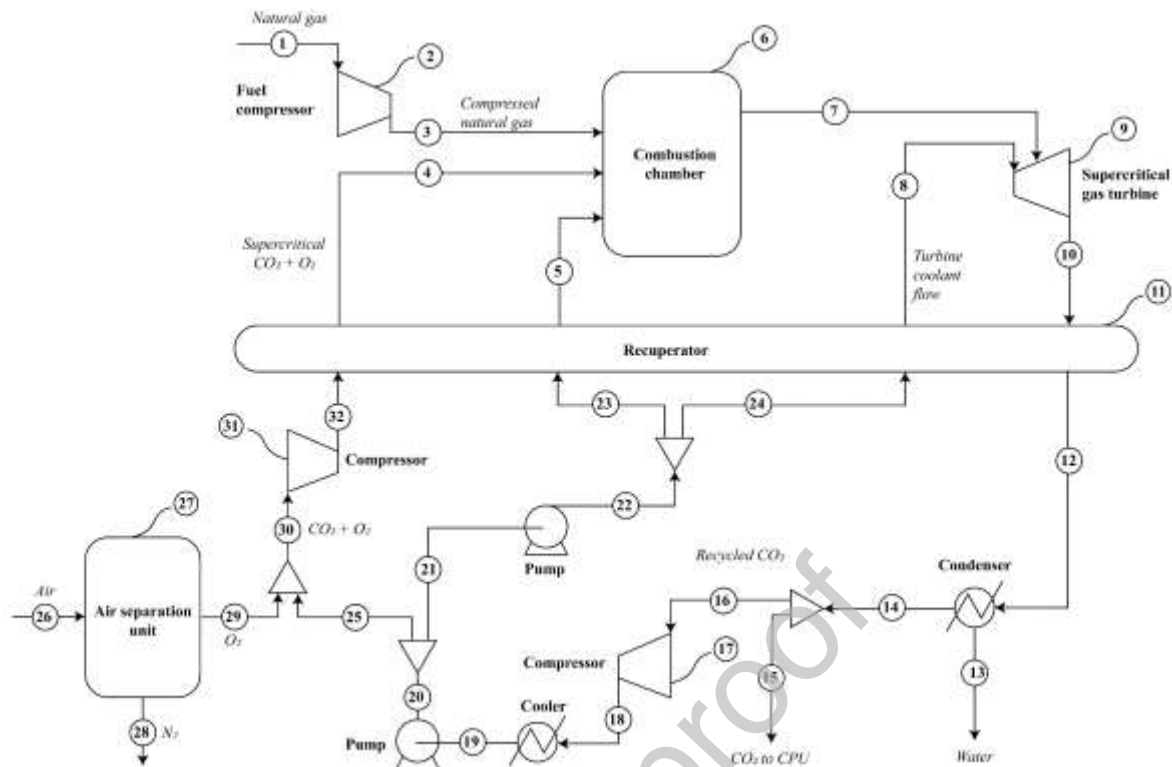 Natural gas
1
2
6
Fuel
compressor
Compressed
natural gas
3
7
9
Combustion
chamber
4
8
Supercritical
gas turbine
Supercritical
CO₂ + O₂
5
Turbine
coolant
flow
10
11
Recuperator
32
23
24
31
Compressor
12
27
30
CO₂ + O₂
22
21
Pump
Recycled CO₂
Condenser
Air
26
Air separation
unit
29
O₂
25
16
14
Compressor
17
15
13
20
Cooler
18
28
N₂
Pump
19
CO₂ to CPU
Water
proof